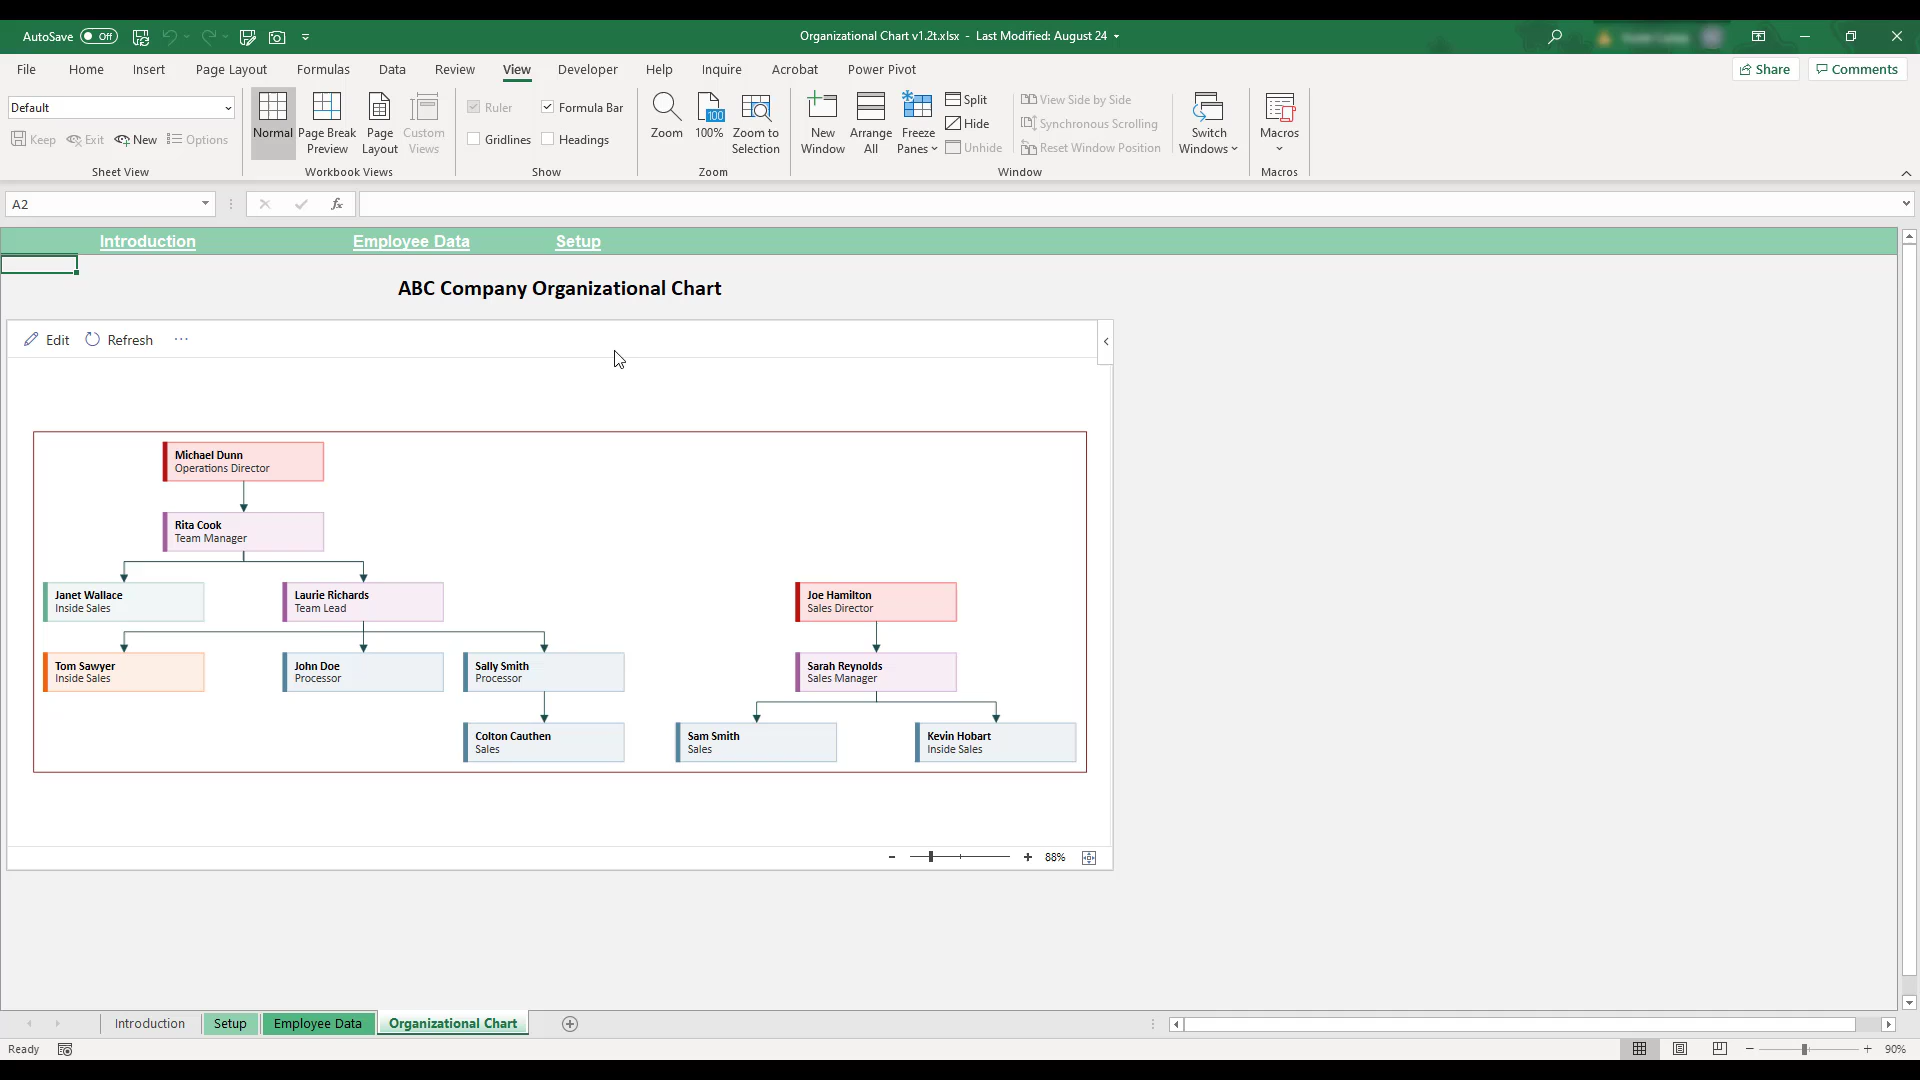 AutoSave Off
Organizational Chart v1.2t.xlsx - Last Modified: August 24
File Home Insert Page Layout Formulas Data Review View Developer Help Inquire Acrobat Power Pivot Share Comments
Default
Keep Exit New Options
Sheet View
Normal
Page Break Preview
Page Layout
Custom Views
Workbook Views
Ruler Formula Bar
Gridlines Headings
Show
Zoom
100
100%
Zoom to Selection
Zoom
New Window
Arrange All
Freeze Panes
Split
Hide
Unhide
View Side by Side
Synchronous Scrolling
Reset Window Position
Window
Switch Windows
Macros
Macros
A2 fx
Introduction Employee Data Setup
ABC Company Organizational Chart
Edit Refresh ...
Michael Dunn
Operations Director
Rita Cook
Team Manager
Janet Wallace
Inside Sales
Laurie Richards
Team Lead
Joe Hamilton
Sales Director
Tom Sawyer
Inside Sales
John Doe
Processor
Sally Smith
Processor
Sarah Reynolds
Sales Manager
Colton Cauthen
Sales
Sam Smith
Sales
Kevin Hobart
Inside Sales
88%
Introduction Setup Employee Data Organizational Chart
Ready 90%